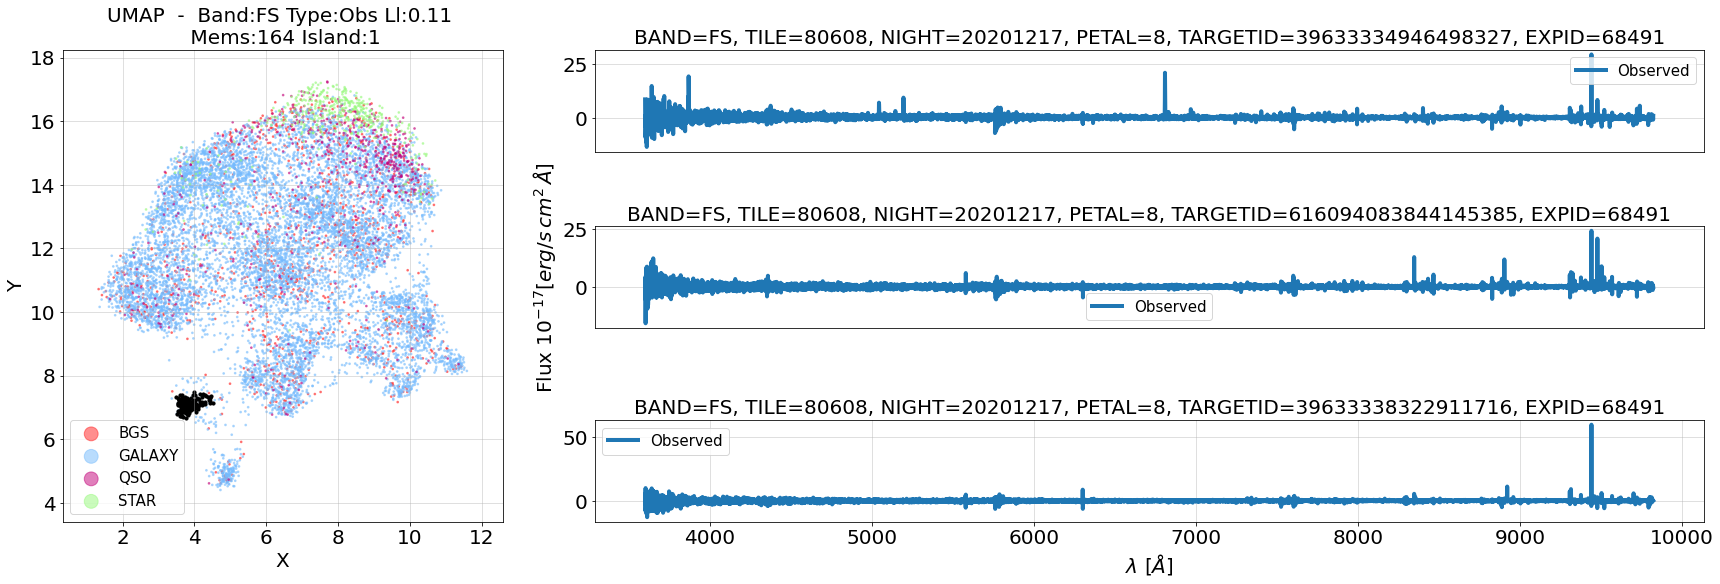 UMAP  -  Band:FS Type:Obs Ll:0.11
Mems:164 Island:1
18
16
14
12
10
8
6
4
Y
BGS
GALAXY
QSO
STAR
2 4 6 8 10 12
X
Flux 10⁻¹⁷[erg/s cm² Å]
BAND=FS, TILE=80608, NIGHT=20201217, PETAL=8, TARGETID=39633334946498327, EXPID=68491
25
0
Observed
BAND=FS, TILE=80608, NIGHT=20201217, PETAL=8, TARGETID=616094083844145385, EXPID=68491
25
0
Observed
BAND=FS, TILE=80608, NIGHT=20201217, PETAL=8, TARGETID=39633338322911716, EXPID=68491
50
0
Observed
4000 5000 6000 7000 8000 9000 10000
λ [Å]